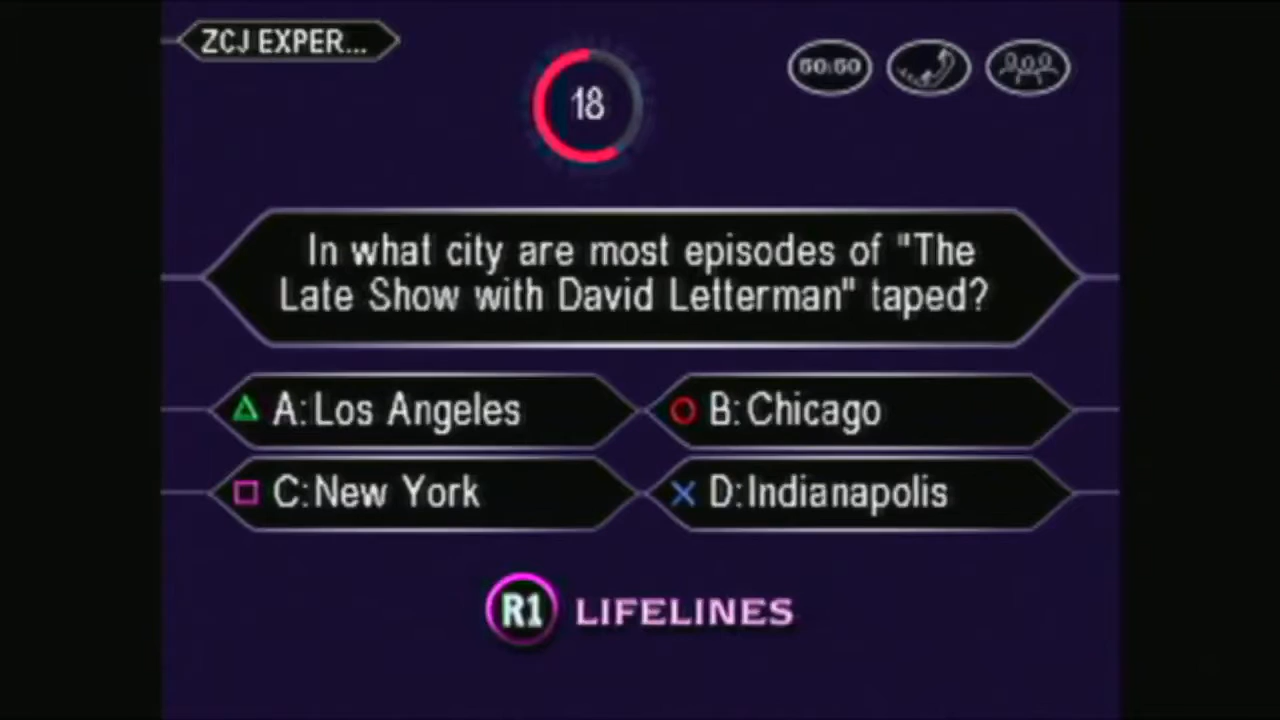 ZCJ EXPER...
18
50:50
In what city are most episodes of "The
Late Show with David Letterman" taped?
A:Los Angeles
B:Chicago
C:New York
D:Indianapolis
R1 LIFELINES